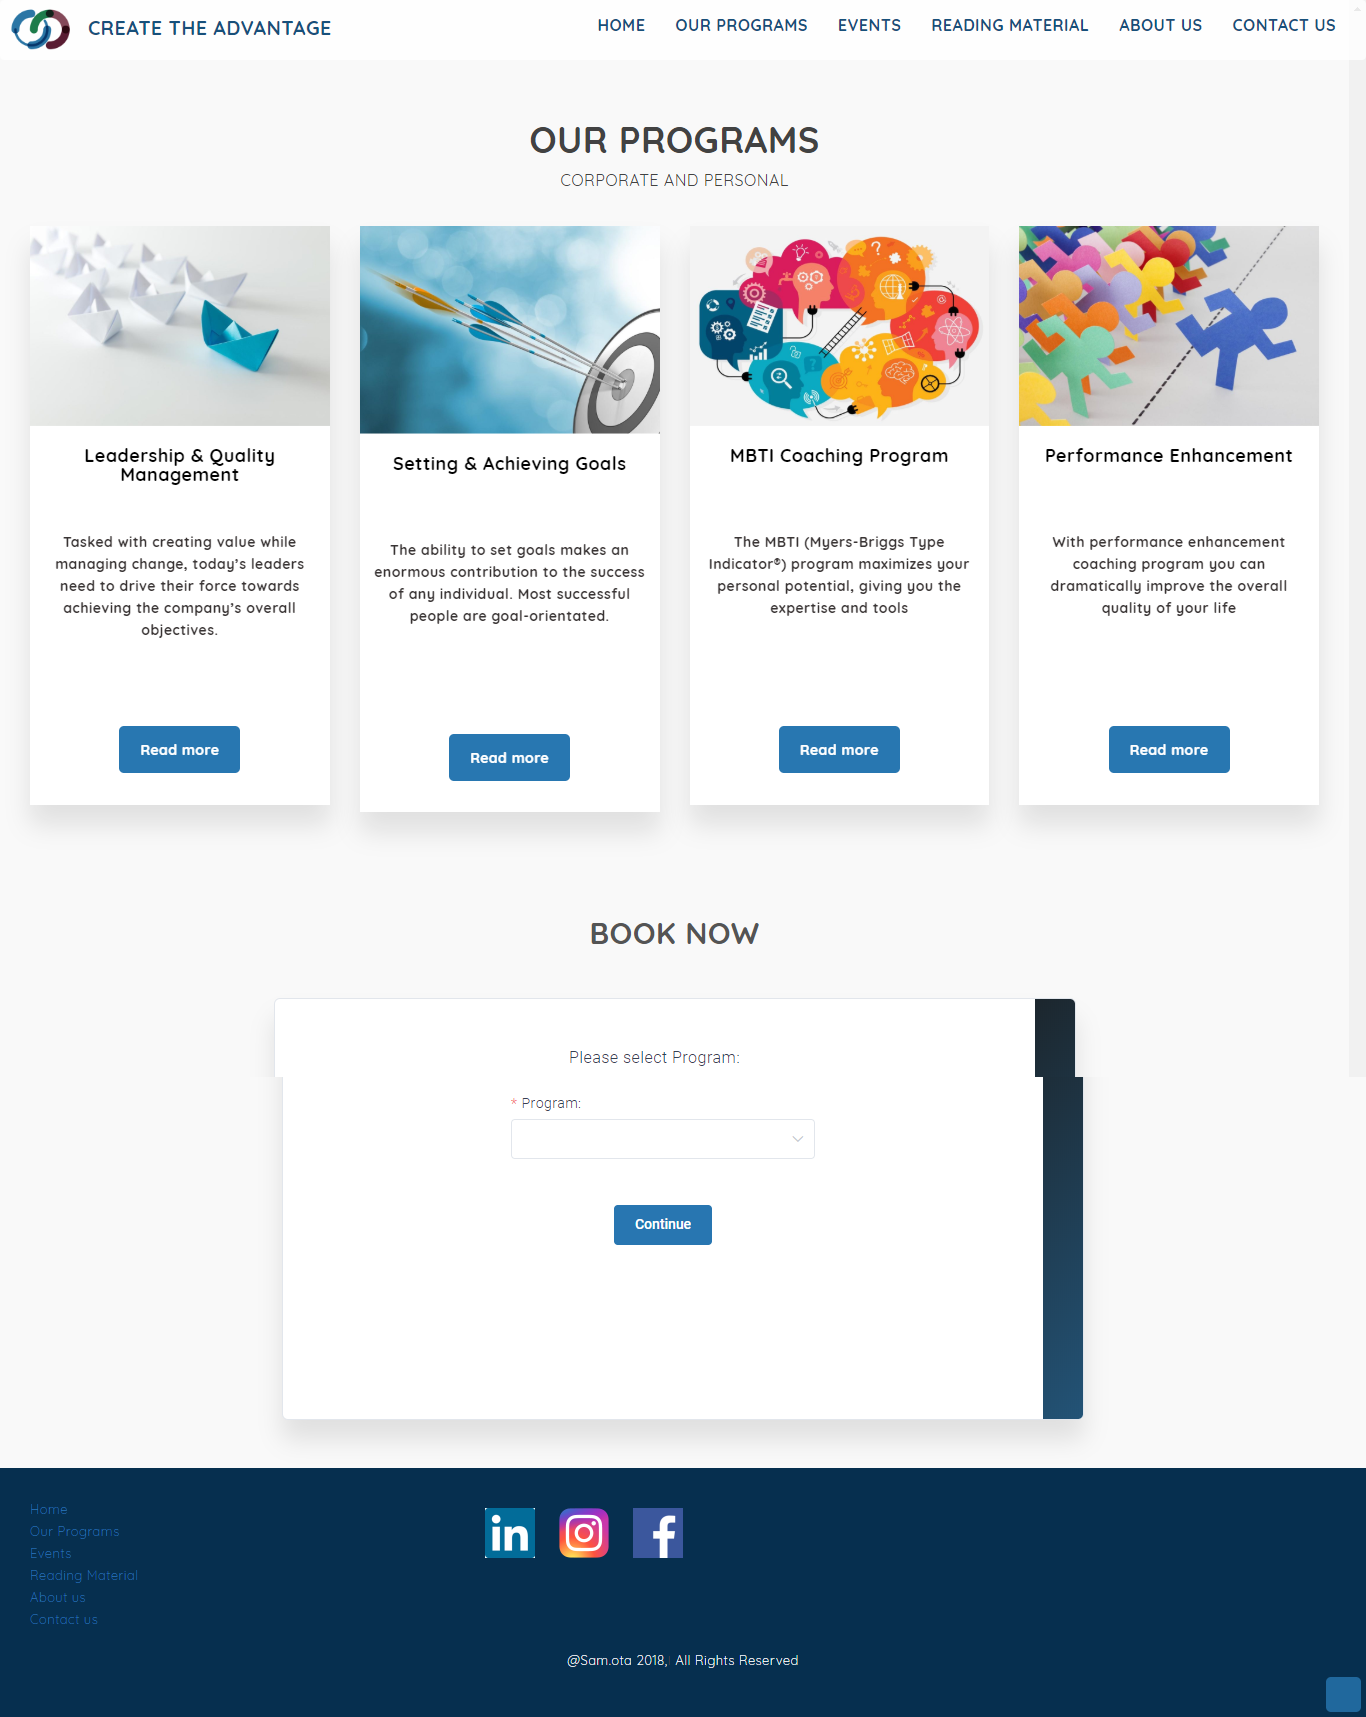 CREATE THE ADVANTAGE
HOME OUR PROGRAMS EVENTS READING MATERIAL ABOUT US CONTACT US
OUR PROGRAMS
CORPORATE AND PERSONAL
Leadership & Quality
Management
Tasked with creating value while
managing change, today’s leaders
need to drive their force towards
achieving the company’s overall
objectives.
Read more
Setting & Achieving Goals
The ability to set goals makes an
enormous contribution to the success
of any individual. Most successful
people are goal-orientated.
Read more
MBTI Coaching Program
The MBTI (Myers-Briggs Type
Indicator®) program maximizes your
personal potential, giving you the
expertise and tools
Read more
Performance Enhancement
With performance enhancement
coaching program you can
dramatically improve the overall
quality of your life
Read more
BOOK NOW
Please select Program:
* Program:
Continue
Home
Our Programs
Events
Reading Material
About us
Contact us
in
f
@Sam.ota 2018, All Rights Reserved